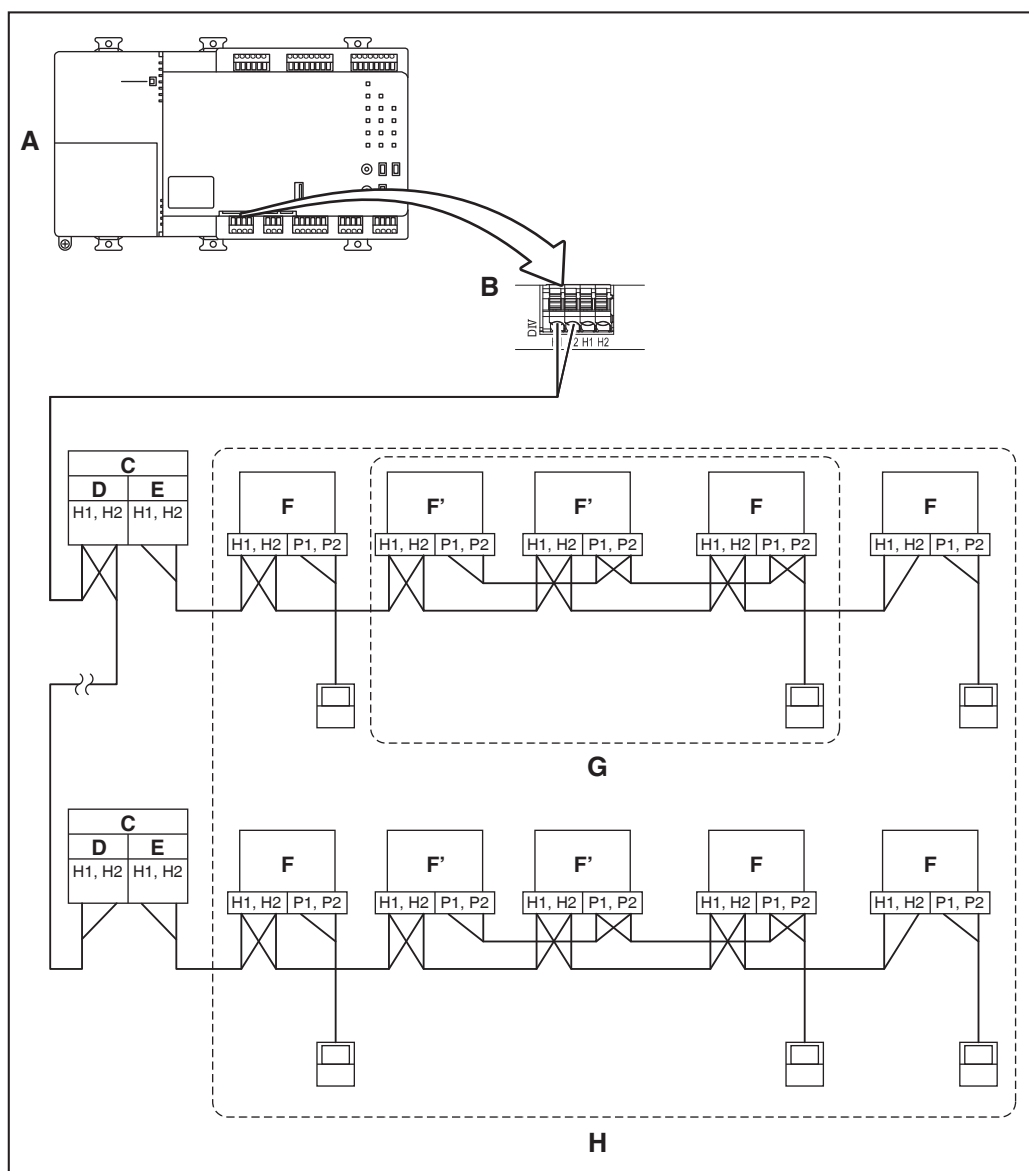 A
B
DIV
H1 H2
C
D E
H1, H2 H1, H2
F F' F' F F
H1, H2 P1, P2 H1, H2 P1, P2 H1, H2 P1, P2 H1, H2 P1, P2 H1, H2 P1, P2
G
C
D E
H1, H2 H1, H2
F F' F' F F
H1, H2 P1, P2 H1, H2 P1, P2 H1, H2 P1, P2 H1, H2 P1, P2 H1, H2 P1, P2
H